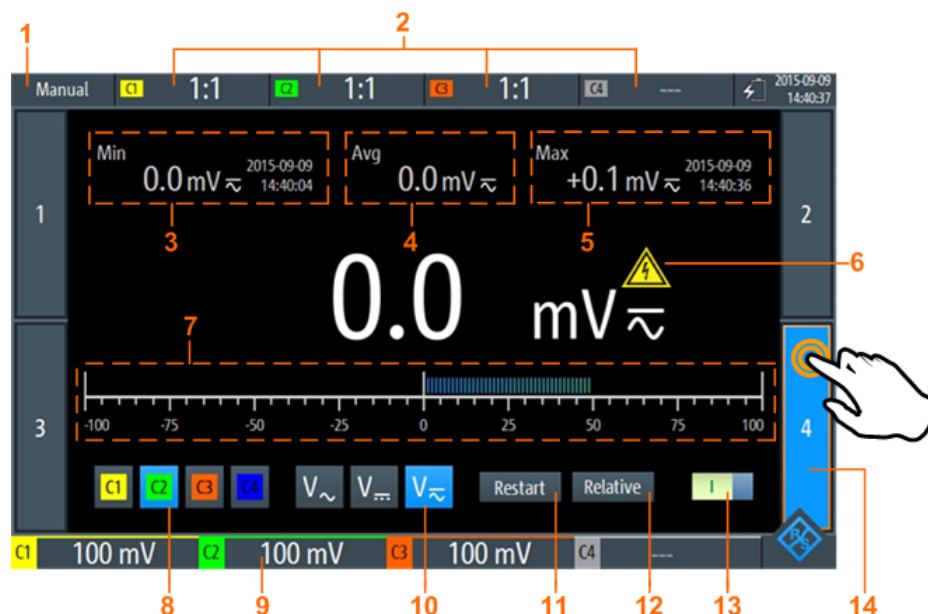 1
2
Manual C1 1:1 C2 1:1 C3 1:1 C4 --- 2015-09-09
14:40:37
Min
0.0 mV 2015-09-09
14:40:04
Avg
0.0 mV
Max
+0.1 mV 2015-09-09
14:40:36
3
4
5
1
2
0.0 mV
6
7
-100 -75 -50 -25 0 25 50 75 100
3
4
C1 C2 C3 C4 V~ V⎓ V Restart Relative I
R&S
C1 100 mV C2 100 mV C3 100 mV C4 ---
8 9 10 11 12 13 14